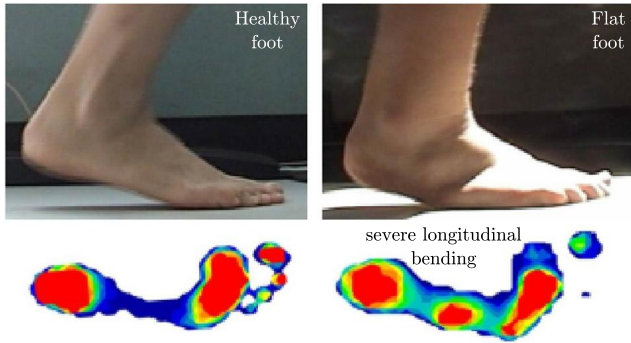 Healthy
foot
Flat
foot
severe longitudinal
bending